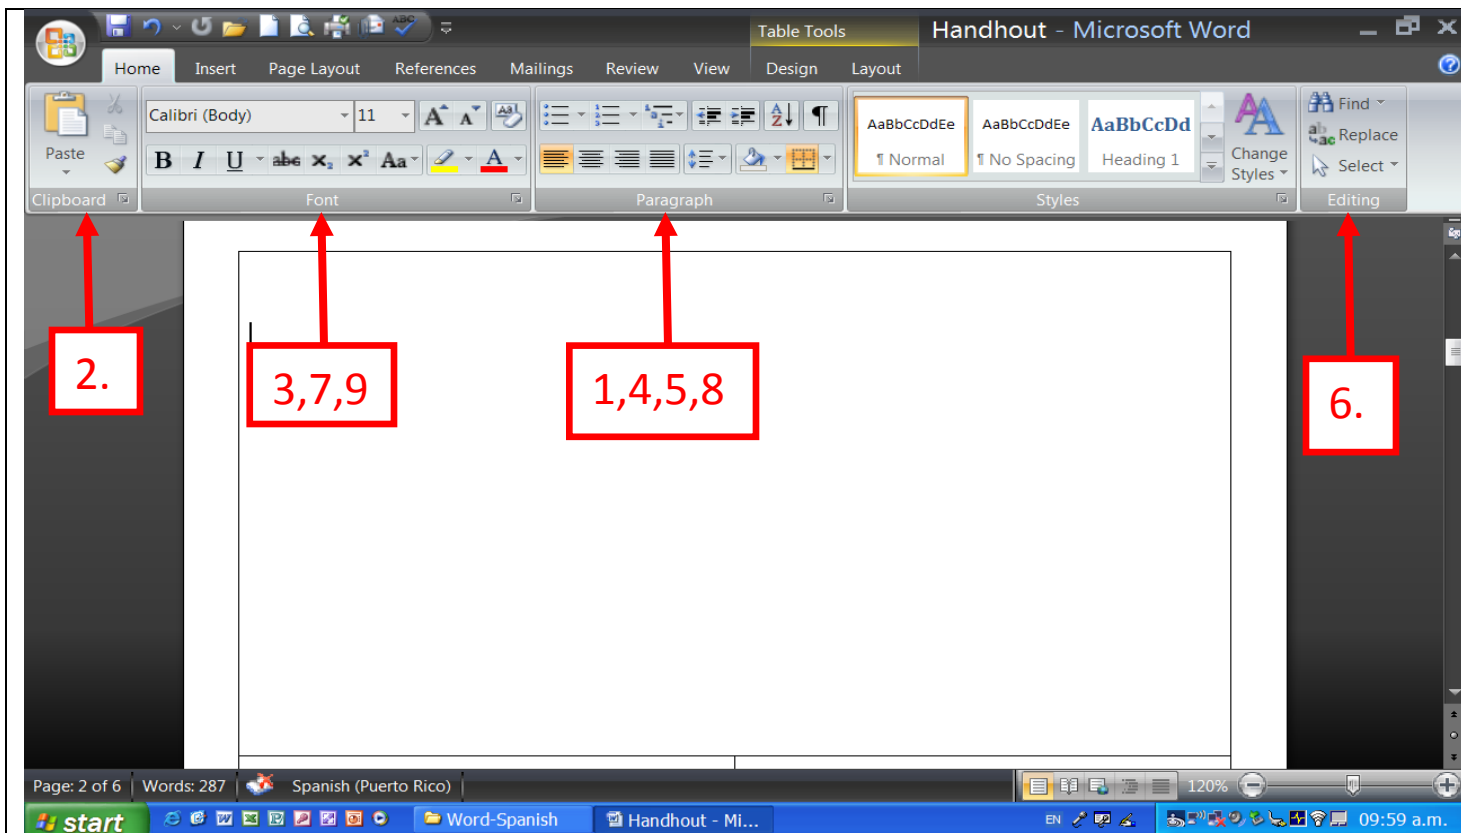 Table Tools Handhout - Microsoft Word
Home Insert Page Layout References Mailings Review View Design Layout
Calibri (Body) 11 Find
AaBbCcDdEe AaBbCcDdEe AaBbCcDd Replace
Paste B I U abc x₂ x² Aa A ¶ Normal ¶ No Spacing Heading 1 Change Styles Select
Clipboard Font Paragraph Styles Editing
2.
3,7,9
1,4,5,8
6.
Page: 2 of 6 Words: 287 Spanish (Puerto Rico) 120%
start Word-Spanish Handhout - Mi... EN 09:59 a.m.